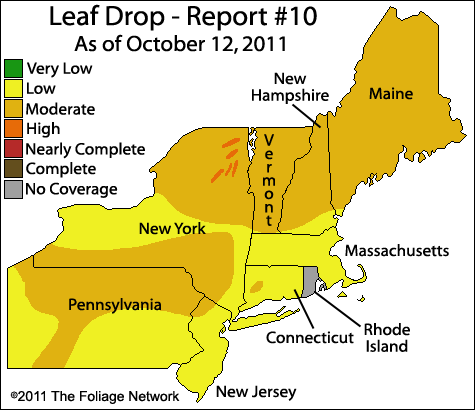 Leaf Drop - Report #10
As of October 12, 2011
Very Low
Low
Moderate
High
Nearly Complete
Complete
No Coverage
New
Hampshire
Maine
Vermont
New York
Massachusetts
Pennsylvania
Connecticut
Rhode
Island
New Jersey
©2011 The Foliage Network